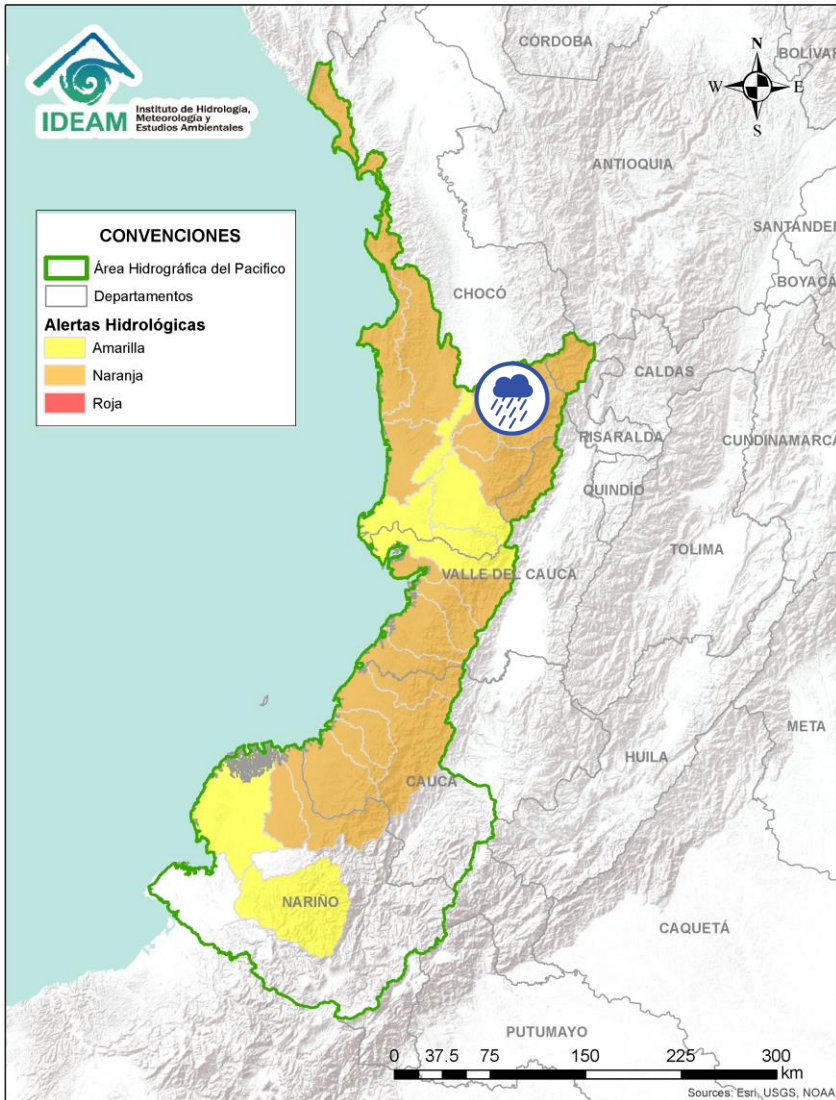 IDEAM
Instituto de Hidrología,
Meteorología y
Estudios Ambientales
CÓRDOBA
BOLÍVAR
N
W
E
S
ANTIOQUIA
CONVENCIONES
Área Hidrográfica del Pacifico
Departamentos
Alertas Hidrológicas
Amarilla
Naranja
Roja
SANTANDER
BOYACÁ
CHOCÓ
CALDAS
RISARALDA
CUNDINAMARCA
QUINDÍO
TOLIMA
VALLE DEL CAUCA
META
HUILA
CAUCA
NARIÑO
CAQUETÁ
PUTUMAYO
0 37.5 75 150 225 300
km
Sources: Esri, USGS, NOAA